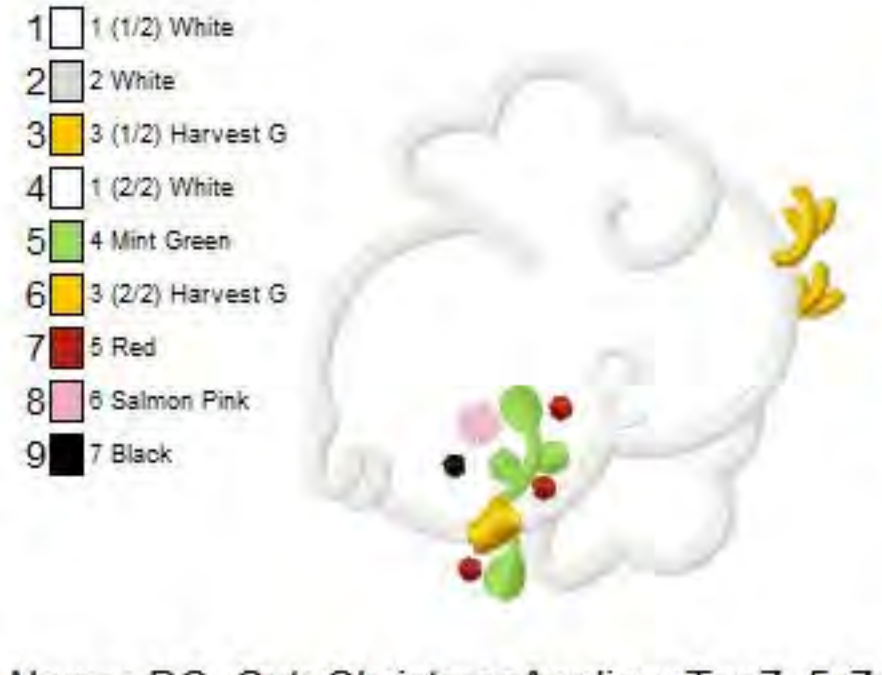 1 1 (1/2) White
2 2 White
3 3 (1/2) Harvest G
4 1 (2/2) White
5 4 Mint Green
6 3 (2/2) Harvest G
7 5 Red
8 6 Salmon Pink
9 7 Black